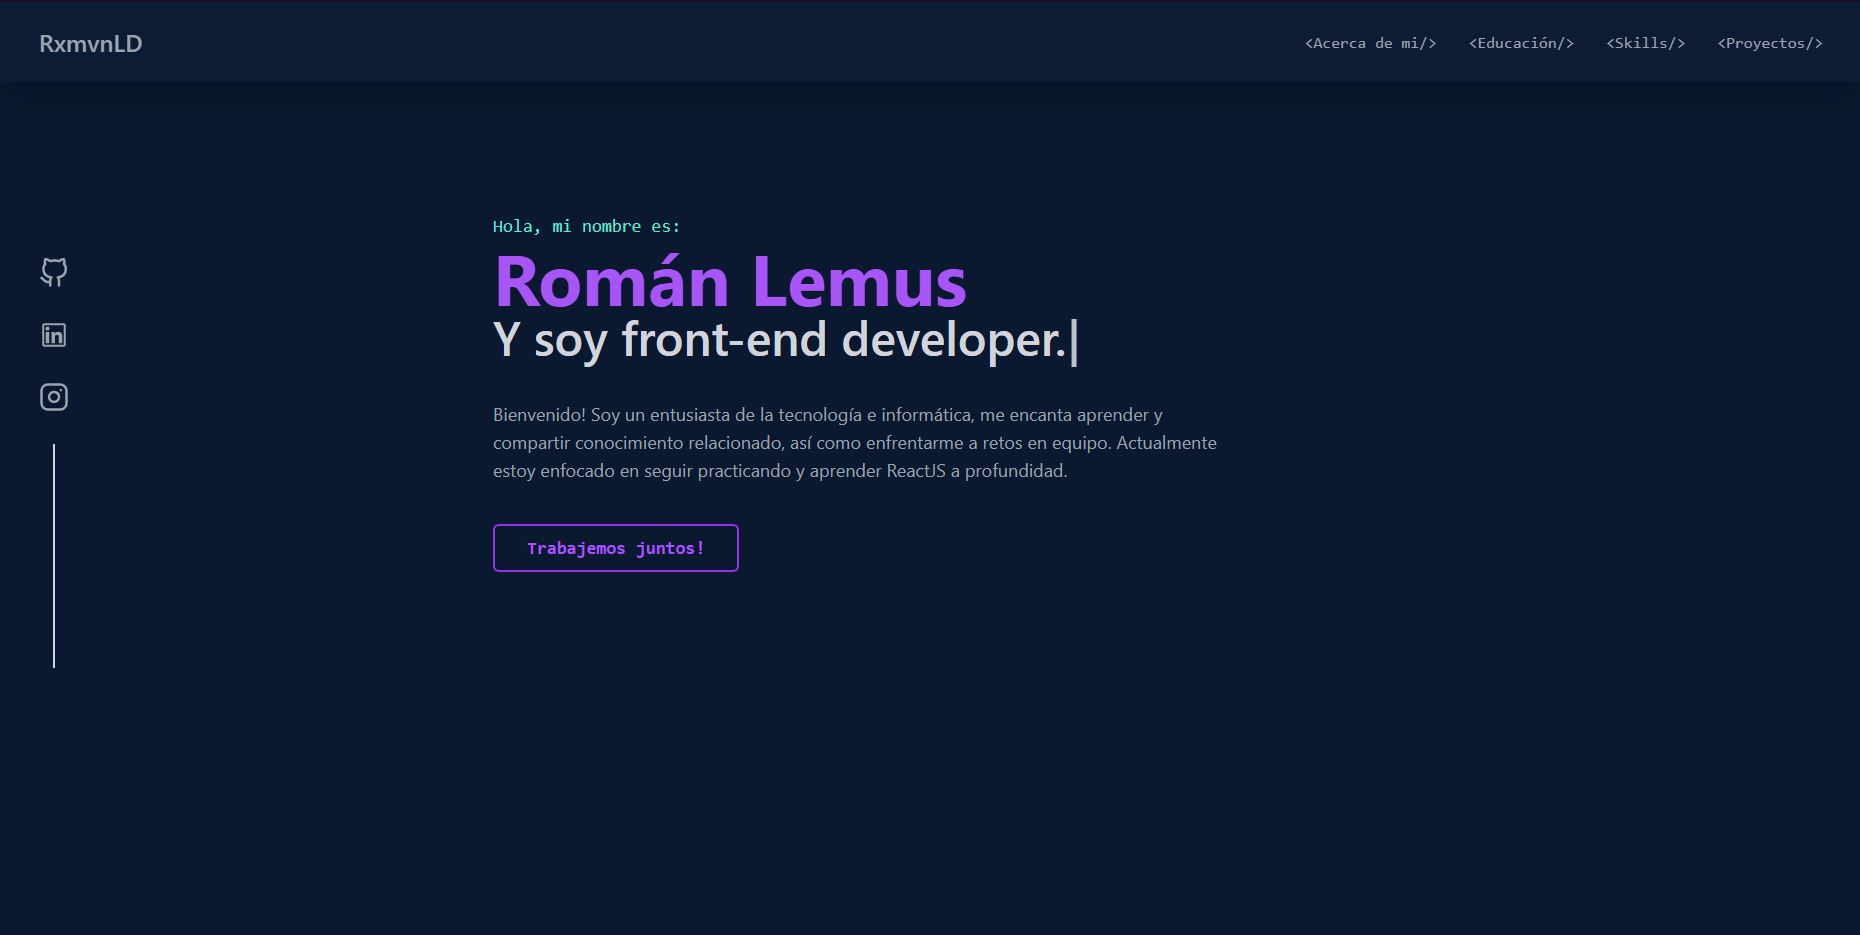 RxmvnLD
<Acerca de mi/> <Educación/> <Skills/> <Proyectos/>
Hola, mi nombre es:
Román Lemus
Y soy front-end developer.|
in
Bienvenido! Soy un entusiasta de la tecnología e informática, me encanta aprender y
compartir conocimiento relacionado, así como enfrentarme a retos en equipo. Actualmente
estoy enfocado en seguir practicando y aprender ReactJS a profundidad.
Trabajemos juntos!